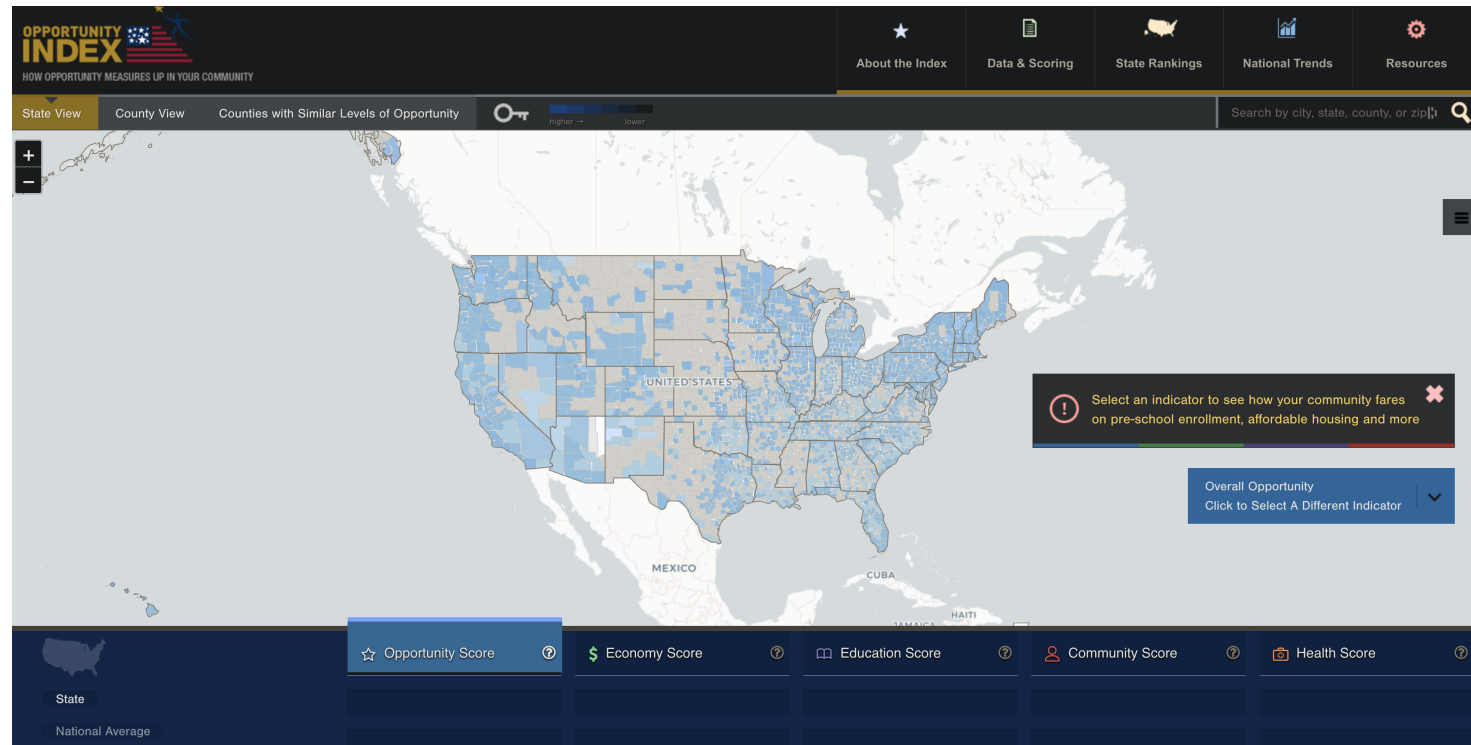 OPPORTUNITY
INDEX
HOW OPPORTUNITY MEASURES UP IN YOUR COMMUNITY
About the Index
Data & Scoring
State Rankings
National Trends
Resources
State View
County View
Counties with Similar Levels of Opportunity
higher →
lower
Search by city, state, county, or zip
+
−
UNITED STATES
MEXICO
CUBA
HAITI
JAMAICA
Select an indicator to see how your community fares
on pre-school enrollment, affordable housing and more
Overall Opportunity
Click to Select A Different Indicator
Opportunity Score
$ Economy Score
Education Score
Community Score
Health Score
State
National Average